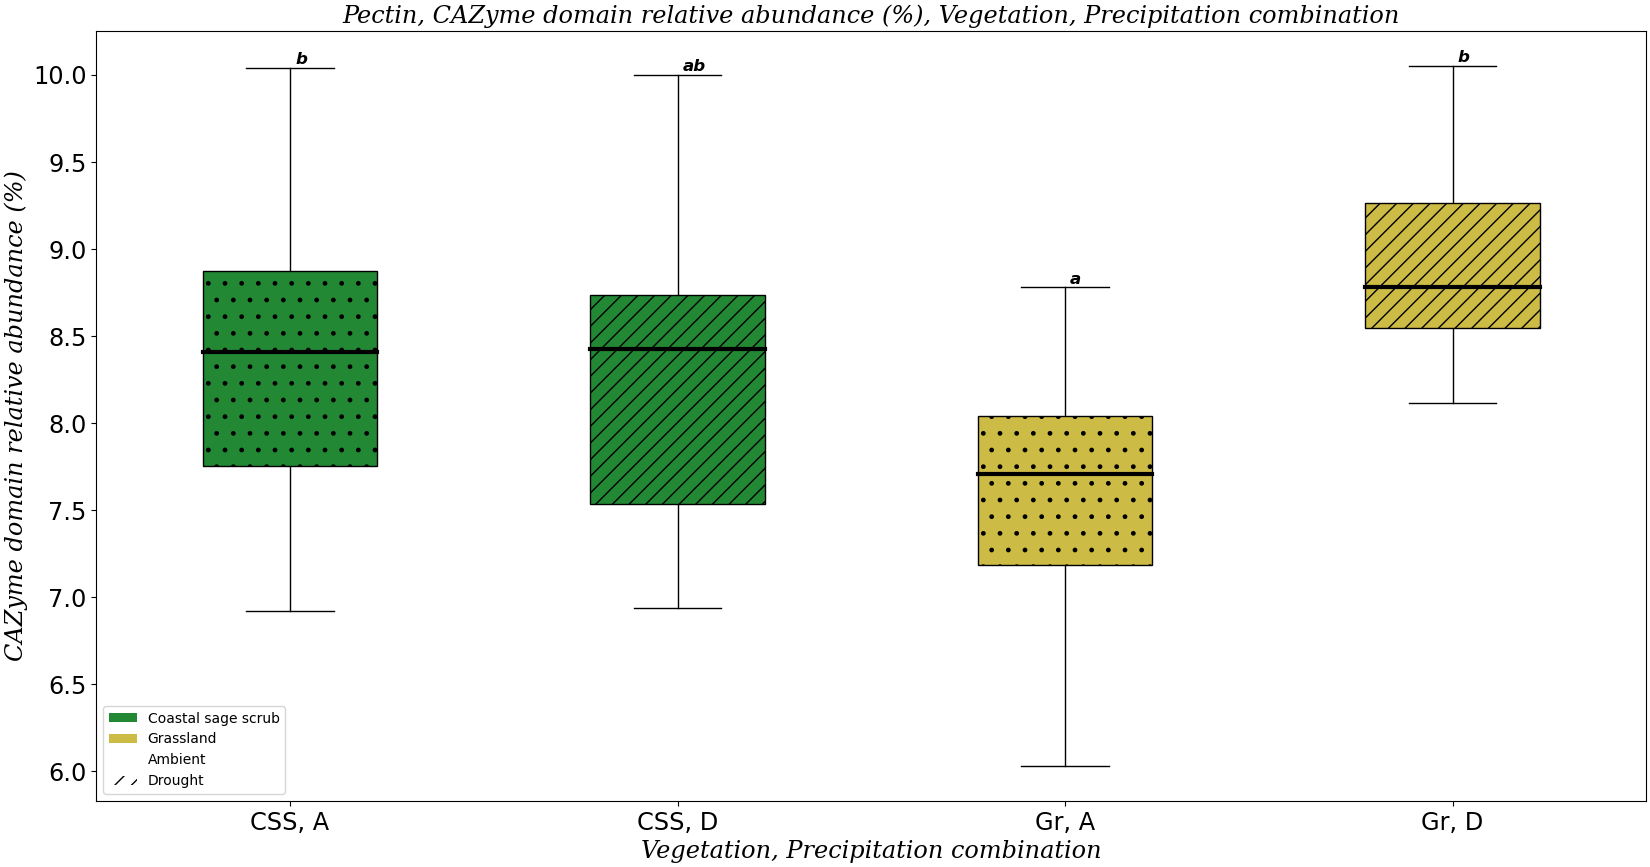 Pectin, CAZyme domain relative abundance (%), Vegetation, Precipitation combination
CAZyme domain relative abundance (%)
10.0
9.5
9.0
8.5
8.0
7.5
7.0
6.5
6.0
b
ab
a
b
Coastal sage scrub
Grassland
Ambient
Drought
CSS, A
CSS, D
Gr, A
Gr, D
Vegetation, Precipitation combination